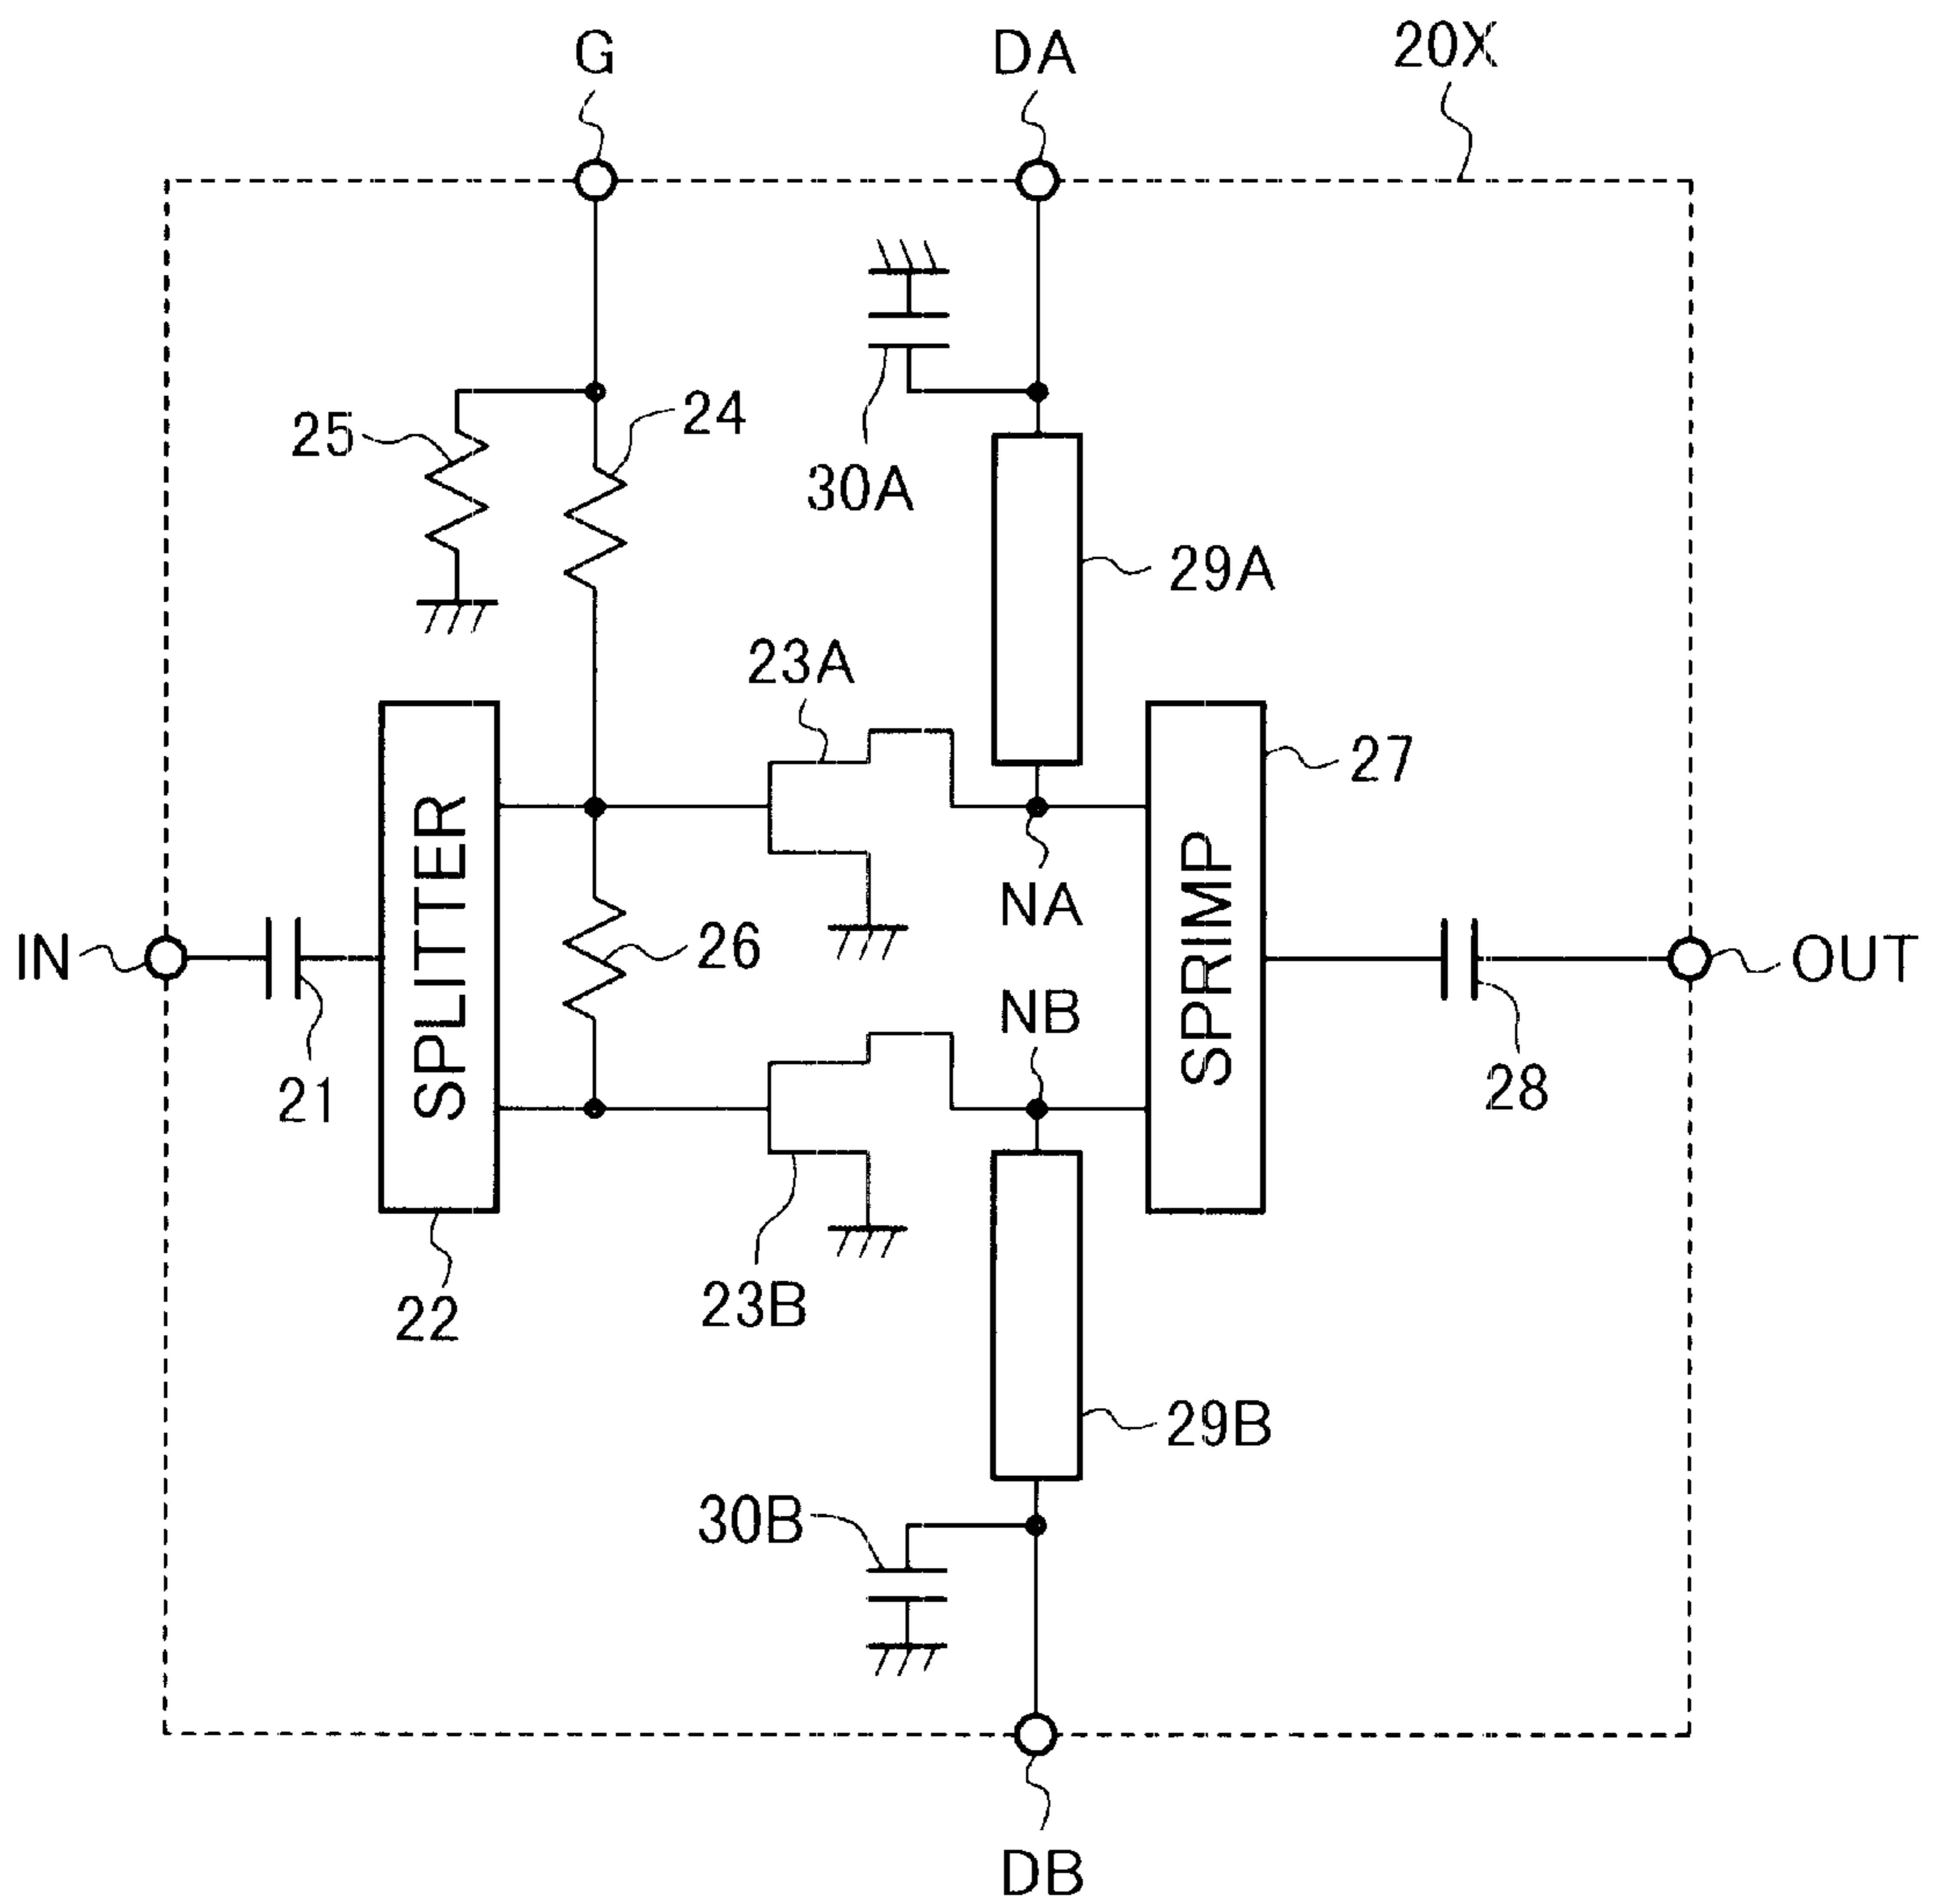 G
DA
20X
25
24
30A
29A
23A
27
SPLITTER
SPRIMP
NA
IN
26
OUT
NB
21
28
23B
22
29B
30B
DB